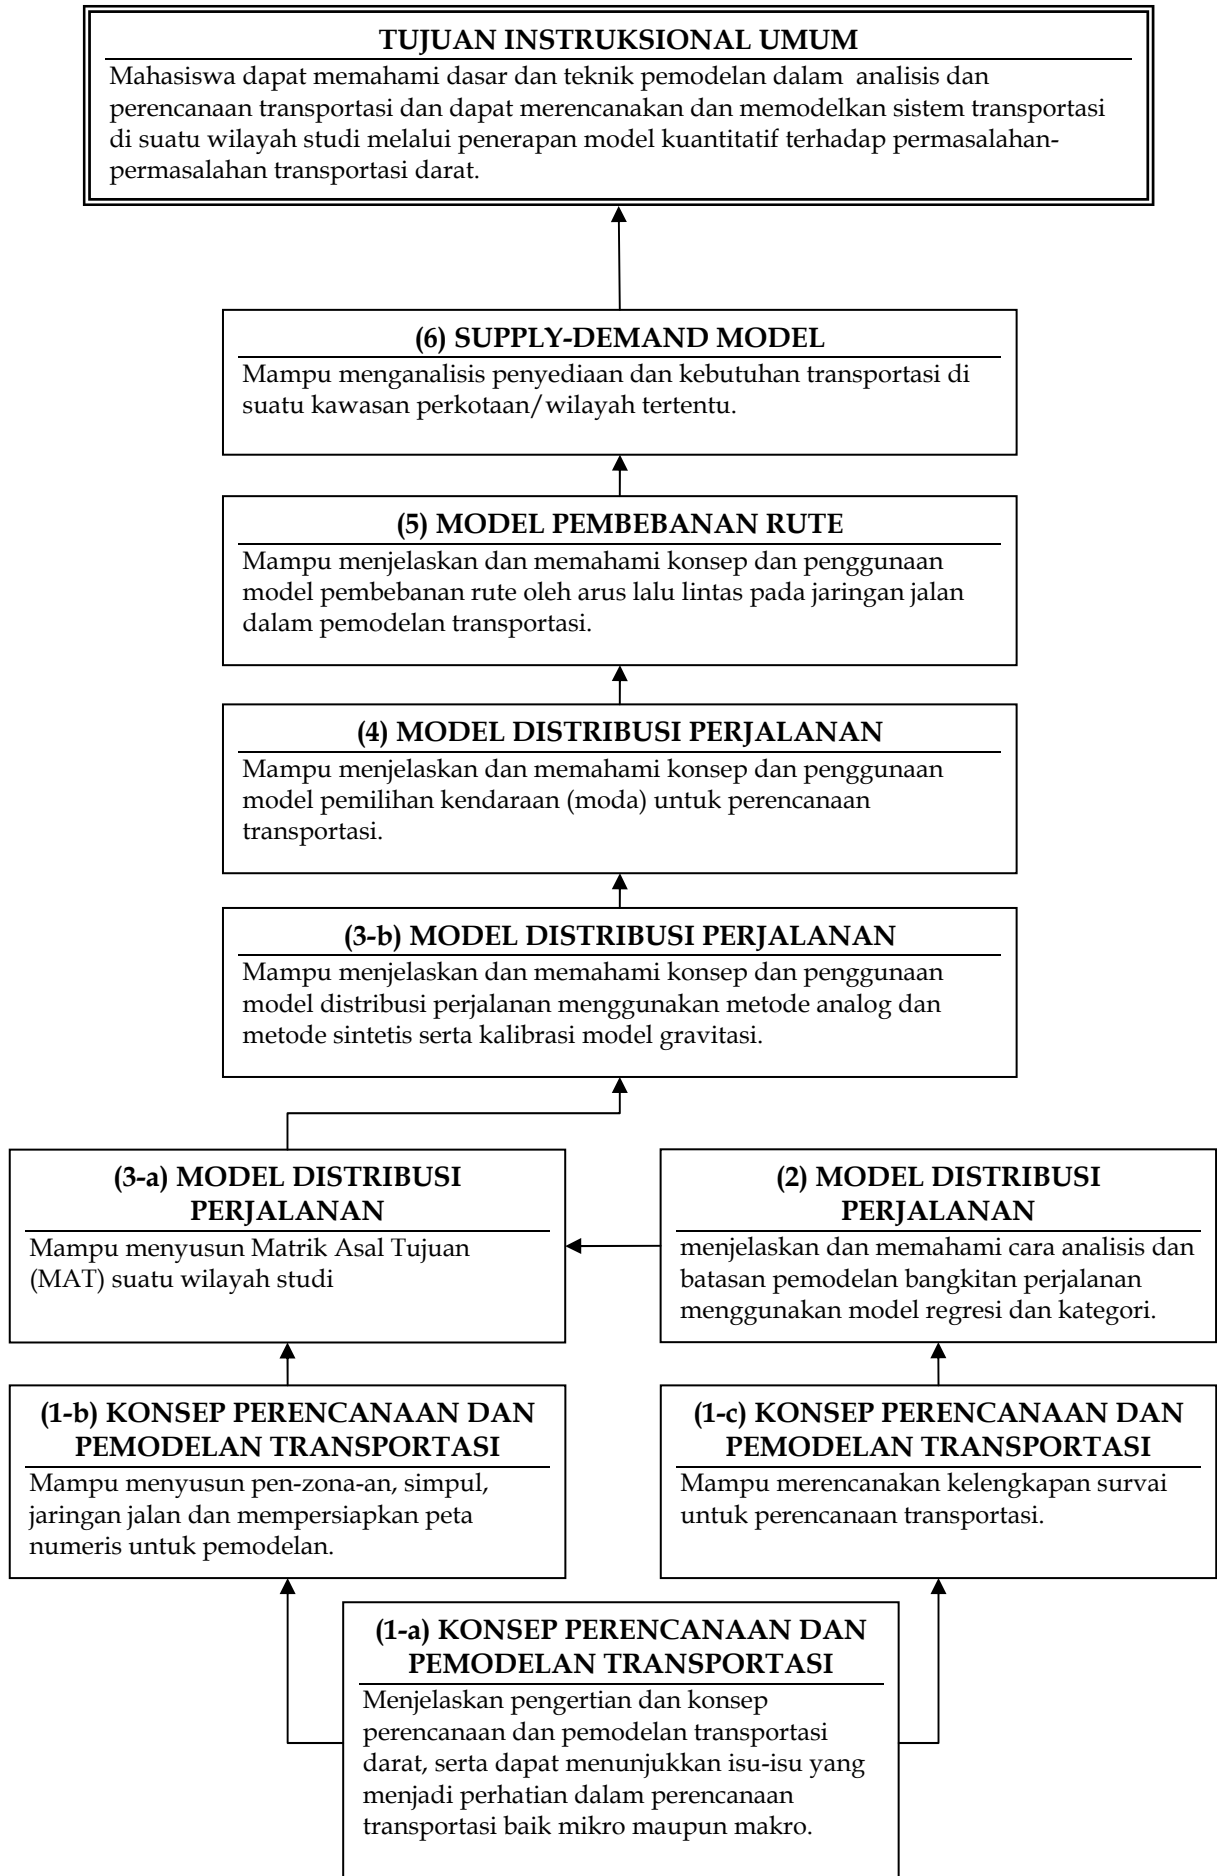 TUJUAN INSTRUKSIONAL UMUM
Mahasiswa dapat memahami dasar dan teknik pemodelan dalam analisis dan
perencanaan transportasi dan dapat merencanakan dan memodelkan sistem transportasi
di suatu wilayah studi melalui penerapan model kuantitatif terhadap permasalahan-
permasalahan transportasi darat.
(6) SUPPLY-DEMAND MODEL
Mampu menganalisis penyediaan dan kebutuhan transportasi di
suatu kawasan perkotaan/wilayah tertentu.
(5) MODEL PEMBEBANAN RUTE
Mampu menjelaskan dan memahami konsep dan penggunaan
model pembebanan rute oleh arus lalu lintas pada jaringan jalan
dalam pemodelan transportasi.
(4) MODEL DISTRIBUSI PERJALANAN
Mampu menjelaskan dan memahami konsep dan penggunaan
model pemilihan kendaraan (moda) untuk perencanaan
transportasi.
(3-b) MODEL DISTRIBUSI PERJALANAN
Mampu menjelaskan dan memahami konsep dan penggunaan
model distribusi perjalanan menggunakan metode analog dan
metode sintetis serta kalibrasi model gravitasi.
(3-a) MODEL DISTRIBUSI
PERJALANAN
Mampu menyusun Matrik Asal Tujuan
(MAT) suatu wilayah studi
(2) MODEL DISTRIBUSI
PERJALANAN
menjelaskan dan memahami cara analisis dan
batasan pemodelan bangkitan perjalanan
menggunakan model regresi dan kategori.
(1-b) KONSEP PERENCANAAN DAN
PEMODELAN TRANSPORTASI
Mampu menyusun pen-zona-an, simpul,
jaringan jalan dan mempersiapkan peta
numeris untuk pemodelan.
(1-c) KONSEP PERENCANAAN DAN
PEMODELAN TRANSPORTASI
Mampu merencanakan kelengkapan survai
untuk perencanaan transportasi.
(1-a) KONSEP PERENCANAAN DAN
PEMODELAN TRANSPORTASI
Menjelaskan pengertian dan konsep
perencanaan dan pemodelan transportasi
darat, serta dapat menunjukkan isu-isu yang
menjadi perhatian dalam perencanaan
transportasi baik mikro maupun makro.